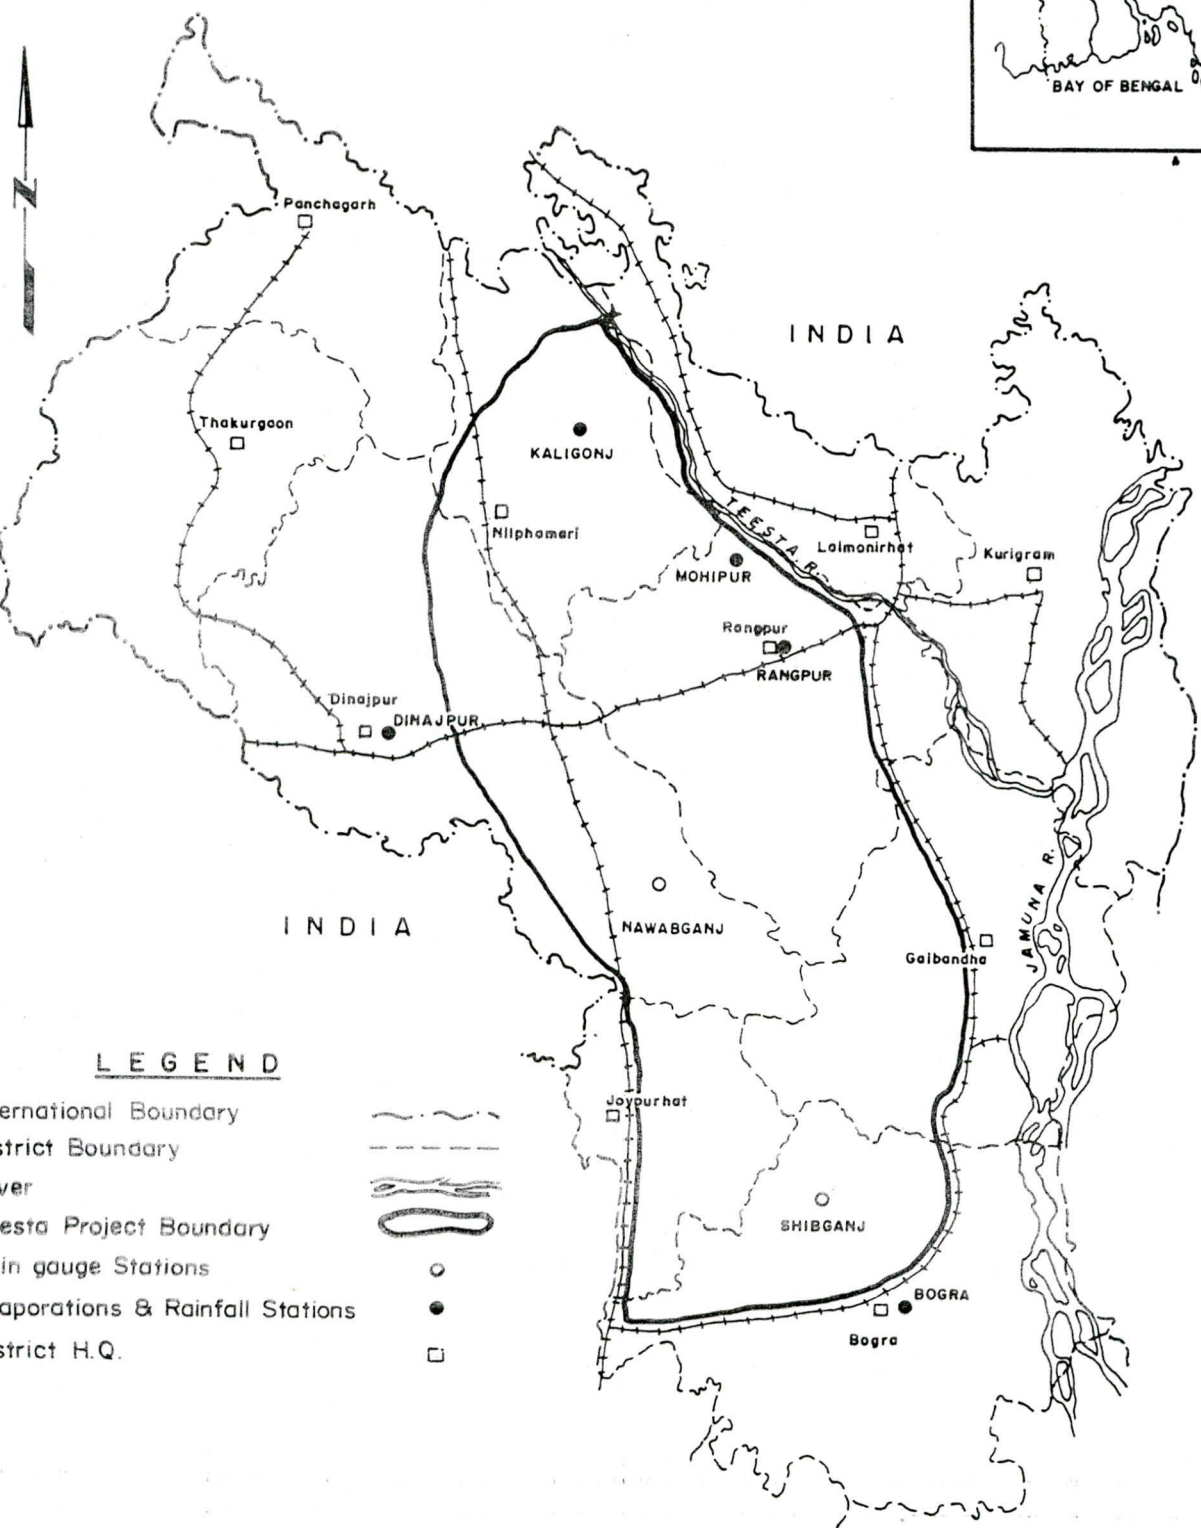 BAY OF BENGAL
N
Panchagarh
INDIA
Thakurgaon
KALIGONJ
Nilphamari
TEESTA R.
Lalmonirhat
Kurigram
MOHIPUR
Rangpur
RANGPUR
Dinajpur
DINAJPUR
INDIA
NAWABGANJ
Gaibandha
JAMUNA R.
LEGEND
ernational Boundary
Joypurhat
strict Boundary
ver
esta Project Boundary
SHIBGANJ
in gauge Stations
aporations & Rainfall Stations
BOGRA
strict H.Q.
Bogra